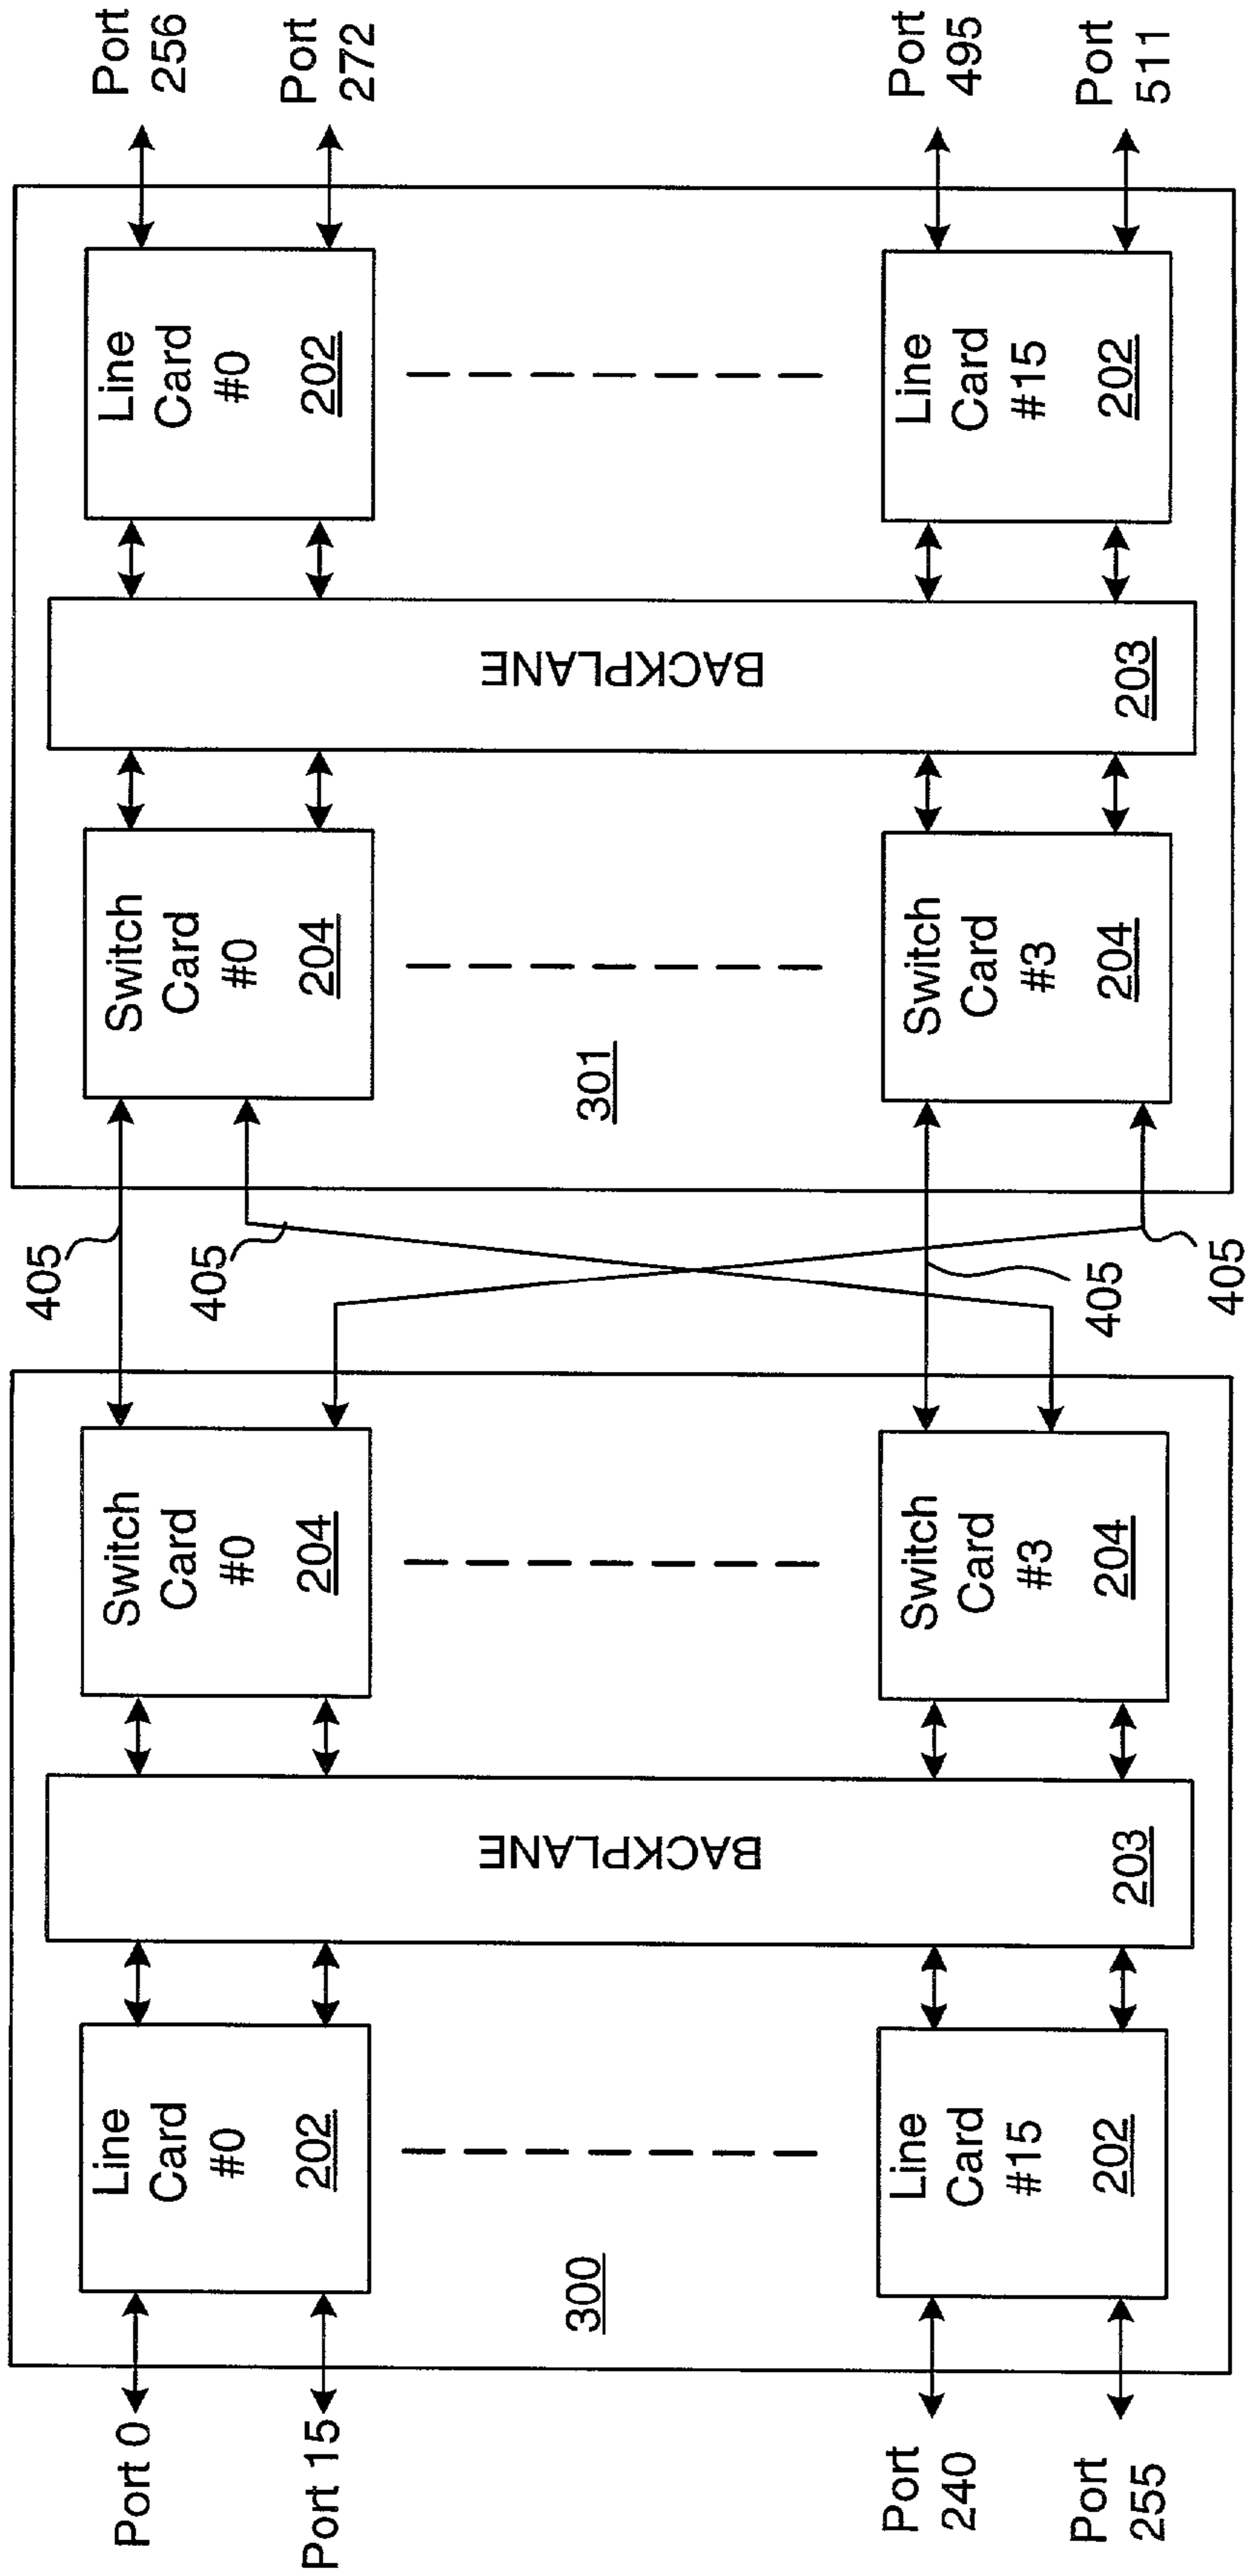 Port 0
Port 15
Port
240
Port
255
300
Line
Card
#0
202
Line
Card
#15
202
BACKPLANE
203
Switch
Card
#0
204
Switch
Card
#3
204
405
405
405
405
301
Switch
Card
#0
204
Switch
Card
#3
204
BACKPLANE
203
Line
Card
#0
202
Line
Card
#15
202
Port
256
Port
272
Port
495
Port
511